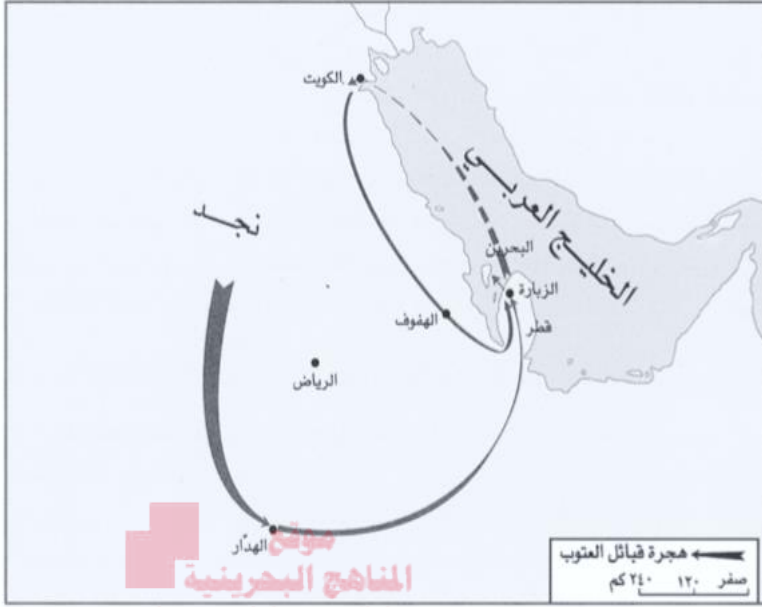 الكويت
نجد
الخليج العربي
البحرين
الزبارة
قطر
الهفوف
الرياض
الهدّار
موقع
المناهج البحرينية
هجرة قبائل العتوب
صفر ١٢٠ ٢٤٠ كم